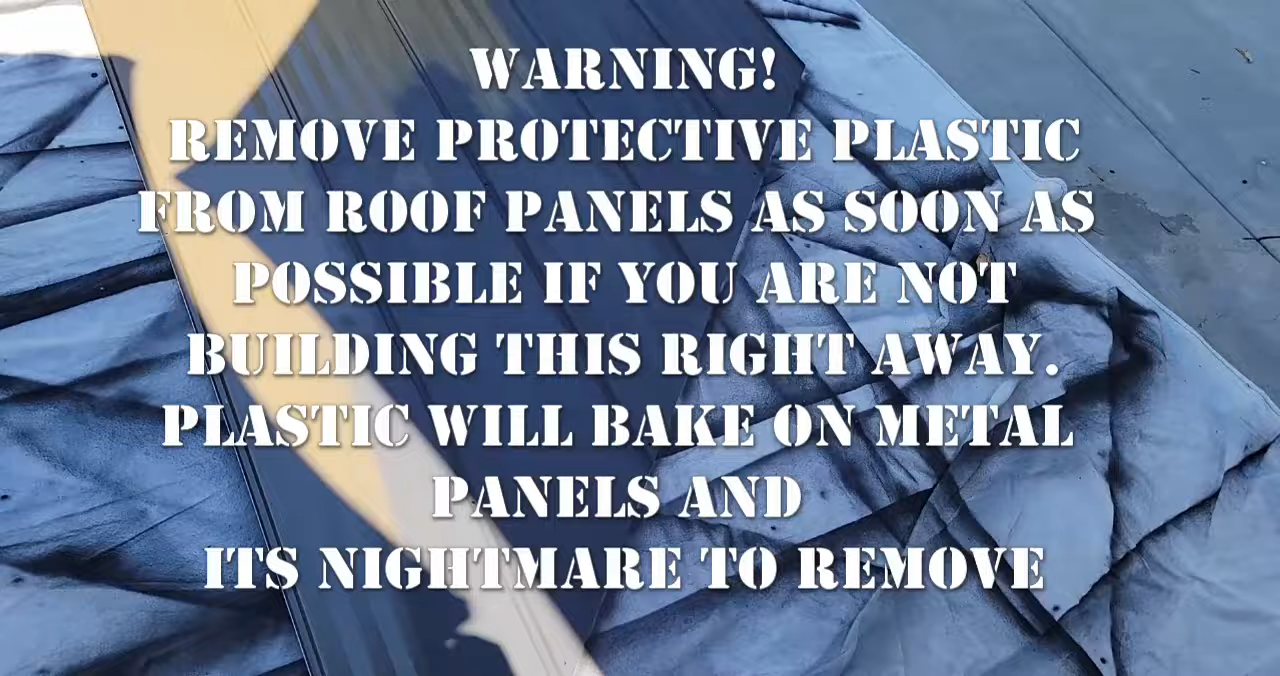 WARNING!
REMOVE PROTECTIVE PLASTIC
FROM ROOF PANELS AS SOON AS
POSSIBLE IF YOU ARE NOT
BUILDING THIS RIGHT AWAY.
PLASTIC WILL BAKE ON METAL
PANELS AND
ITS NIGHTMARE TO REMOVE